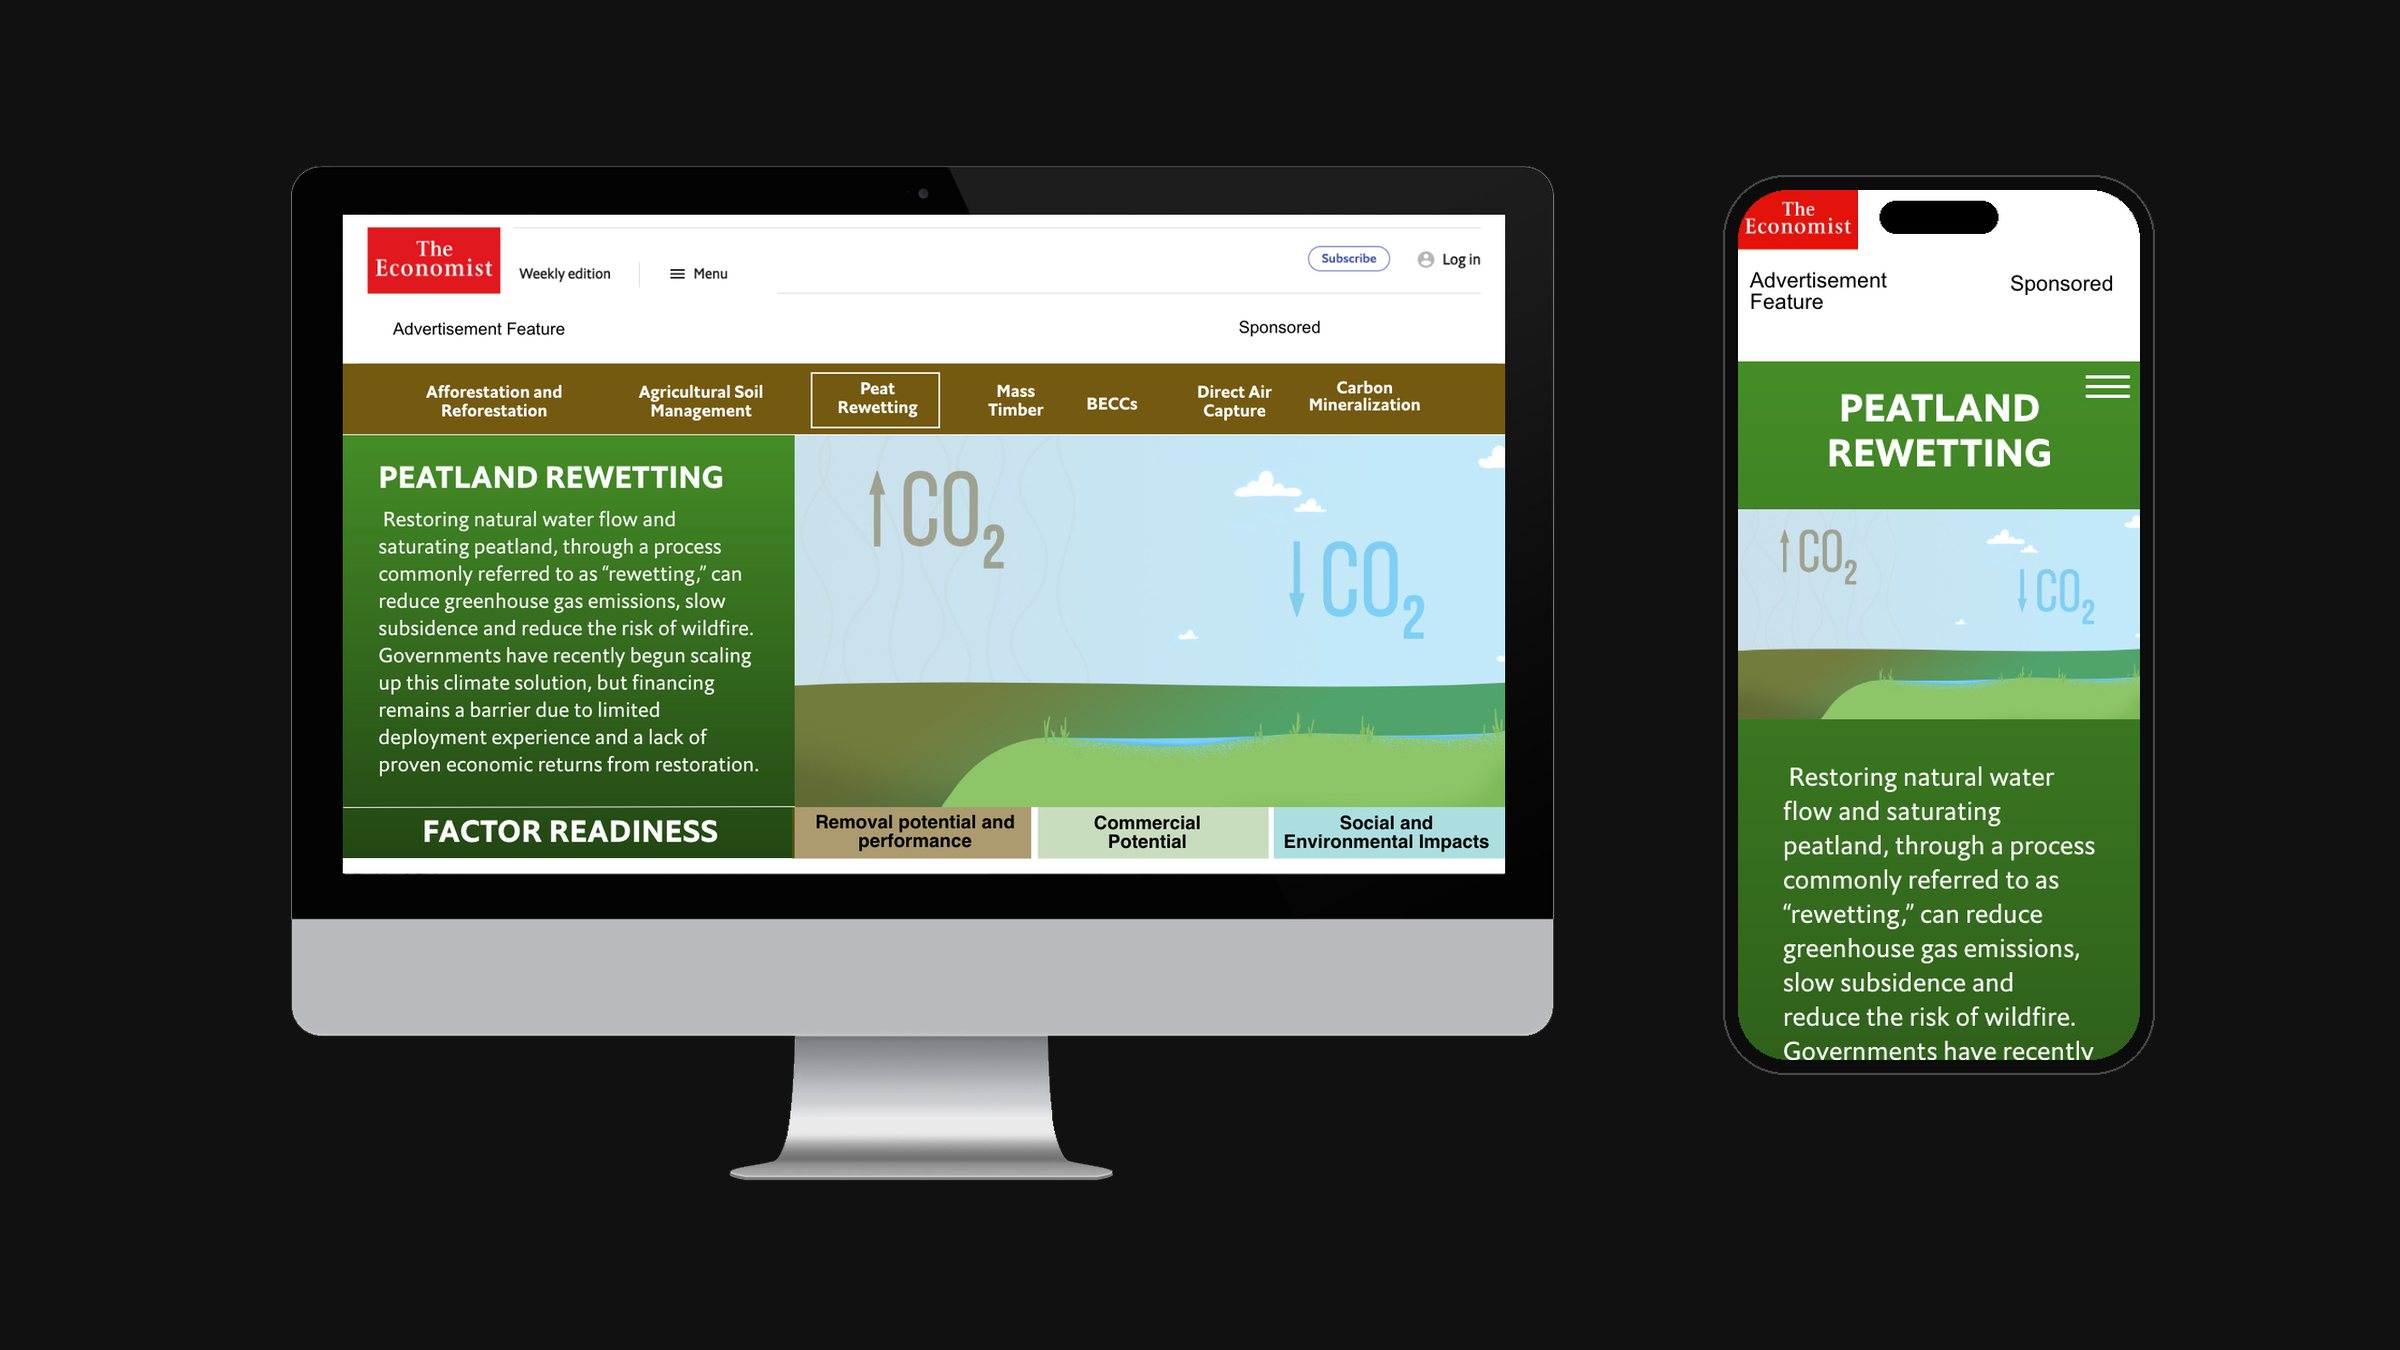 The
Economist
Weekly edition
Menu
Subscribe
Log in
Advertisement Feature
Sponsored
Afforestation and
Reforestation
Agricultural Soil
Management
Peat
Rewetting
Mass
Timber
BECCs
Direct Air
Capture
Carbon
Mineralization
PEATLAND REWETTING
Restoring natural water flow and
saturating peatland, through a process
commonly referred to as “rewetting,” can
reduce greenhouse gas emissions, slow
subsidence and reduce the risk of wildfire.
Governments have recently begun scaling
up this climate solution, but financing
remains a barrier due to limited
deployment experience and a lack of
proven economic returns from restoration.
↑CO₂
↓CO₂
FACTOR READINESS
Removal potential and
performance
Commercial
Potential
Social and
Environmental Impacts
The
Economist
Advertisement
Feature
Sponsored
PEATLAND
REWETTING
↑CO₂
↓CO₂
Restoring natural water
flow and saturating
peatland, through a process
commonly referred to as
“rewetting,” can reduce
greenhouse gas emissions,
slow subsidence and
reduce the risk of wildfire.
Governments have recently